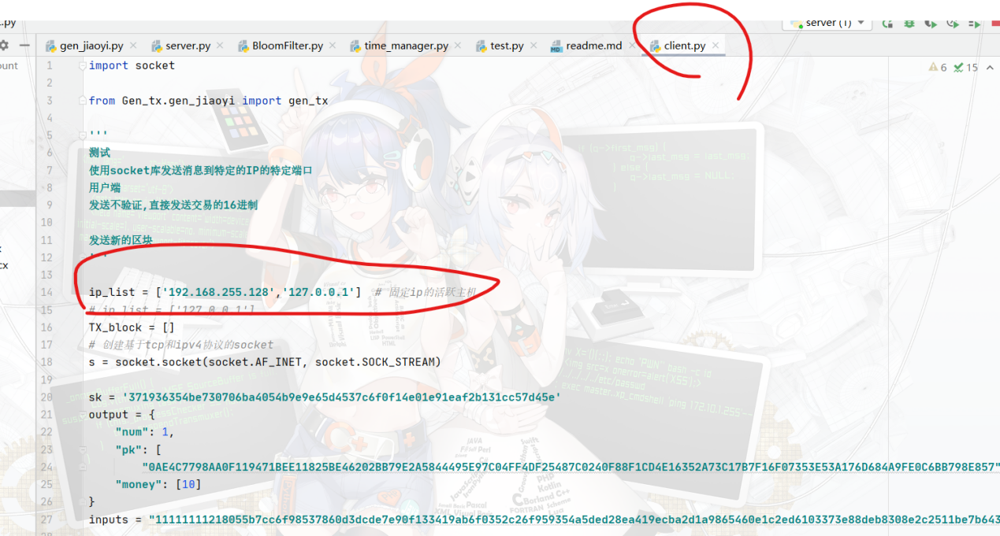 .py
server (1)
gen_jiaoyi.py
server.py
BloomFilter.py
time_manager.py
test.py
readme.md
client.py
ount
6
15
1 import socket
2
3 from Gen_tx.gen_jiaoyi import gen_tx
4
5 '''
6 测试
7 使用socket库发送消息到特定的IP的特定端口
8 用户端
9 发送不验证,直接发送交易的16进制
10
11 发送新的区块
12 '''
13
14 ip_list = ['192.168.255.128','127.0.0.1'] # 固定ip的活跃主机
15 # ip_list = ['127.0.0.1']
16 TX_block = []
17 # 创建基于tcp和ipv4协议的socket
18 s = socket.socket(socket.AF_INET, socket.SOCK_STREAM)
19
20 sk = '371936354be730706ba4054b9e9e65d4537c6f0f14e01e91eaf2b131cc57d45e'
21 output = {
22 "num": 1,
23 "pk": [
24 "0AE4C7798AA0F119471BEE11825BE46202BB79E2A5844495E97C04FF4DF25487C0240F88F1CD4E16352A73C17B7F16F07353E53A176D684A9FE0C6BB798E857"
25 "money": [10]
26 }
27 inputs = "11111111218055b7cc6f98537860d3dcde7e90f133419ab6f0352c26f959354a5ded28ea419ecba2d1a9865460e1c2ed6103373e88deb8308e2c2511be7b643